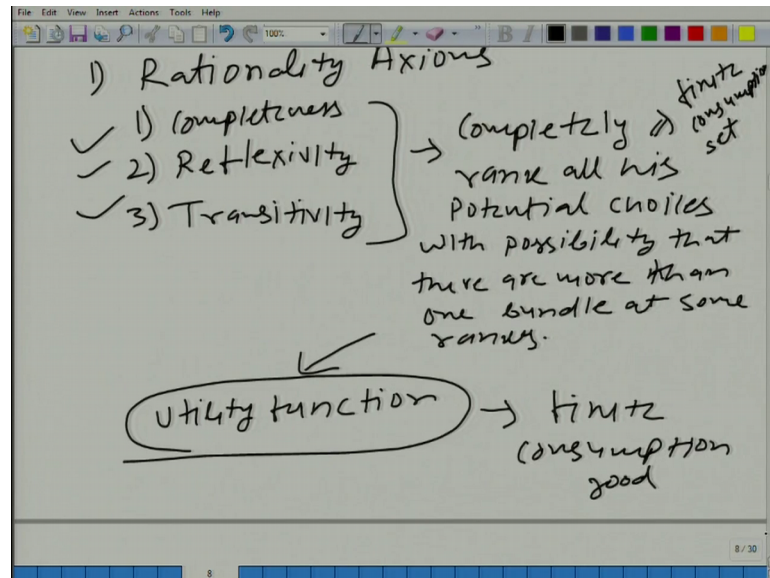 File Edit View Insert Actions Tools Help
100%
1) Rationality Axioms
1) Completeness
2) Reflexivity
3) Transitivity
→ Completely
rank all his
potential choices
with possibility that
there are more than
one bundle at some
ranks.
finite
consumption
set
utility function → finite
consumption
good
8 / 30
8